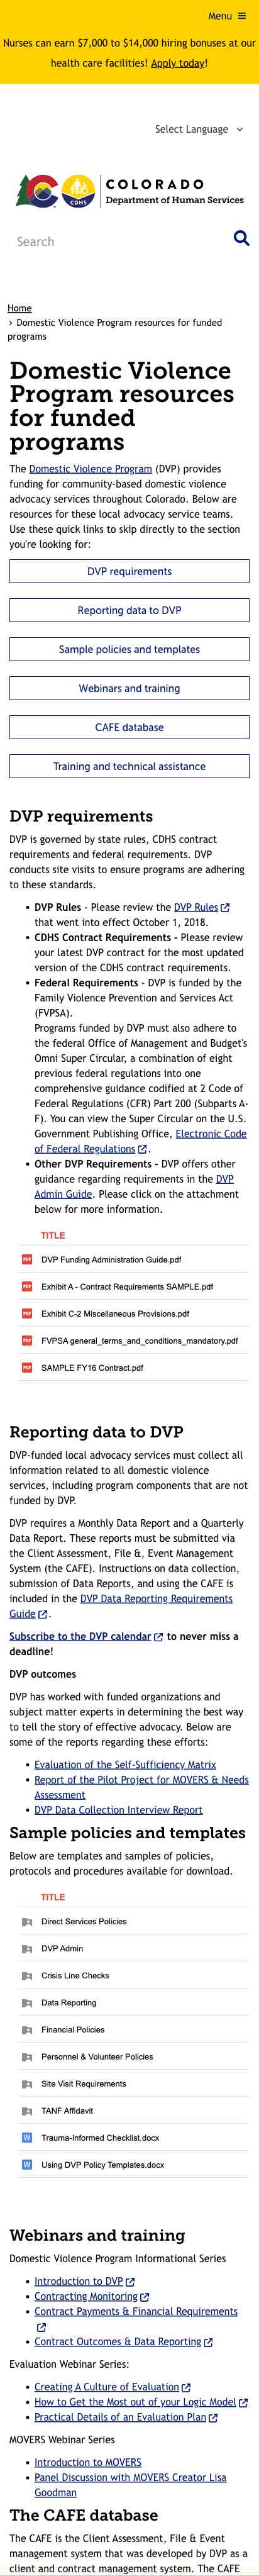 Menu
Nurses can earn $7,000 to $14,000 hiring bonuses at our
health care facilities! Apply today!
Select Language
CDHS
COLORADO
Department of Human Services
Search
Home
› Domestic Violence Program resources for funded
programs
Domestic Violence
Program resources
for funded
programs
The Domestic Violence Program (DVP) provides
funding for community-based domestic violence
advocacy services throughout Colorado. Below are
resources for these local advocacy service teams.
Use these quick links to skip directly to the section
you're looking for:
DVP requirements
Reporting data to DVP
Sample policies and templates
Webinars and training
CAFE database
Training and technical assistance
DVP requirements
DVP is governed by state rules, CDHS contract
requirements and federal requirements. DVP
conducts site visits to ensure programs are adhering
to these standards.
• DVP Rules - Please review the DVP Rules
that went into effect October 1, 2018.
• CDHS Contract Requirements - Please review
your latest DVP contract for the most updated
version of the CDHS contract requirements.
• Federal Requirements - DVP is funded by the
Family Violence Prevention and Services Act
(FVPSA).
Programs funded by DVP must also adhere to
the federal Office of Management and Budget's
Omni Super Circular, a combination of eight
previous federal regulations into one
comprehensive guidance codified at 2 Code of
Federal Regulations (CFR) Part 200 (Subparts A-
F). You can view the Super Circular on the U.S.
Government Publishing Office, Electronic Code
of Federal Regulations.
• Other DVP Requirements - DVP offers other
guidance regarding requirements in the DVP
Admin Guide. Please click on the attachment
below for more information.
TITLE
PDF DVP Funding Administration Guide.pdf
PDF Exhibit A - Contract Requirements SAMPLE.pdf
PDF Exhibit C-2 Miscellaneous Provisions.pdf
PDF FVPSA general_terms_and_conditions_mandatory.pdf
PDF SAMPLE FY16 Contract.pdf
Reporting data to DVP
DVP-funded local advocacy services must collect all
information related to all domestic violence
services, including program components that are not
funded by DVP.
DVP requires a Monthly Data Report and a Quarterly
Data Report. These reports must be submitted via
the Client Assessment, File &, Event Management
System (the CAFE). Instructions on data collection,
submission of Data Reports, and using the CAFE is
included in the DVP Data Reporting Requirements
Guide.
Subscribe to the DVP calendar to never miss a
deadline!
DVP outcomes
DVP has worked with funded organizations and
subject matter experts in determining the best way
to tell the story of effective advocacy. Below are
some of the reports regarding these efforts:
• Evaluation of the Self-Sufficiency Matrix
• Report of the Pilot Project for MOVERS & Needs
Assessment
• DVP Data Collection Interview Report
Sample policies and templates
Below are templates and samples of policies,
protocols and procedures available for download.
TITLE
Direct Services Policies
DVP Admin
Crisis Line Checks
Data Reporting
Financial Policies
Personnel & Volunteer Policies
Site Visit Requirements
TANF Affidavit
W Trauma-Informed Checklist.docx
W Using DVP Policy Templates.docx
Webinars and training
Domestic Violence Program Informational Series
• Introduction to DVP
• Contracting Monitoring
• Contract Payments & Financial Requirements
• Contract Outcomes & Data Reporting
Evaluation Webinar Series:
• Creating A Culture of Evaluation
• How to Get the Most out of your Logic Model
• Practical Details of an Evaluation Plan
MOVERS Webinar Series
• Introduction to MOVERS
• Panel Discussion with MOVERS Creator Lisa
Goodman
The CAFE database
The CAFE is the Client Assessment, File & Event
management system that was developed by DVP as a
client and contract management system. The CAFE